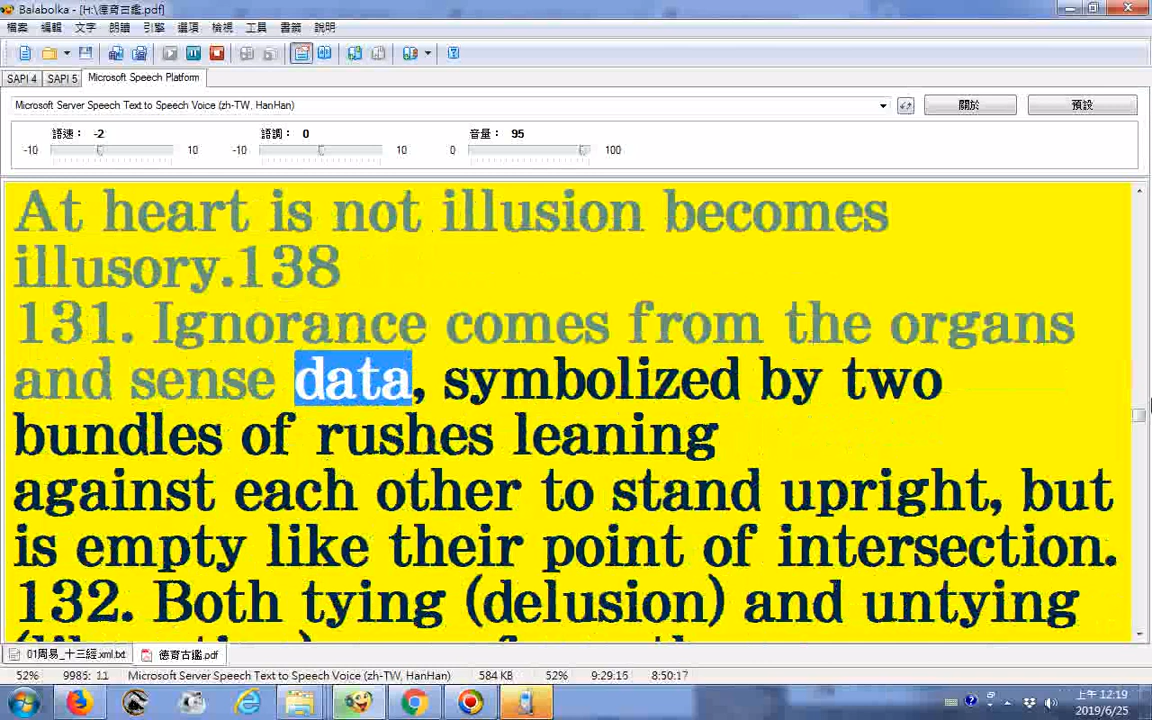 Balabolka - [H:\德育古鑑.pdf]
檔案 編輯 文字 朗讀 引擎 選項 檢視 工具 書籤 說明
SAPI 4 SAPI 5 Microsoft Speech Platform
Microsoft Server Speech Text to Speech Voice (zh-TW, HanHan) 關於 預設
語速： -2 語調： 0 音量： 95
-10 10 -10 10 0 100
At heart is not illusion becomes
illusory.138
131. Ignorance comes from the organs
and sense data, symbolized by two
bundles of rushes leaning
against each other to stand upright, but
is empty like their point of intersection.
132. Both tying (delusion) and untying
01周易_十三經.xml.txt 德育古鑑.pdf
52% 9985: 11 Microsoft Server Speech Text to Speech Voice (zh-TW, HanHan) 584 KB 52% 9:29:15 8:50:17
上午 12:19
2019/6/25